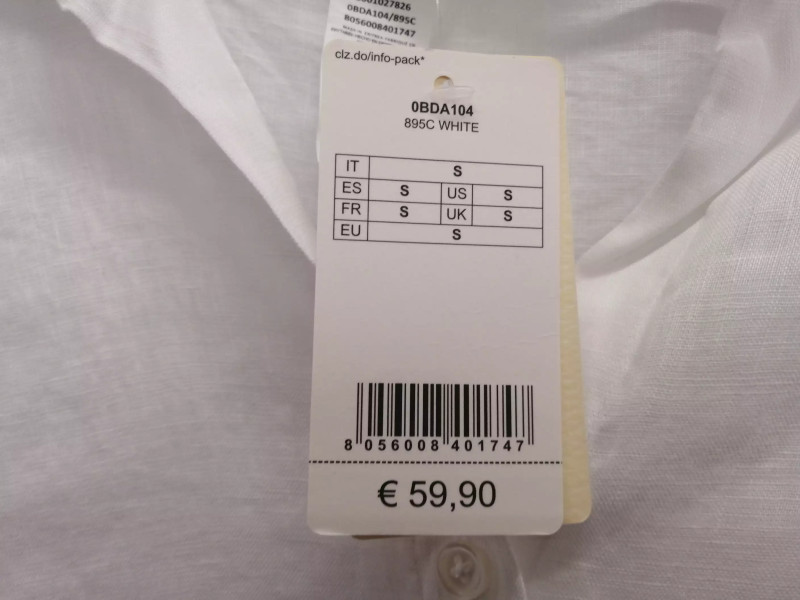 0BDA104/895C
8056008401747
clz.do/info-pack*
0BDA104
895C WHITE
IT S
ES S US S
FR S UK S
EU S
8 056008 401747
€ 59,90